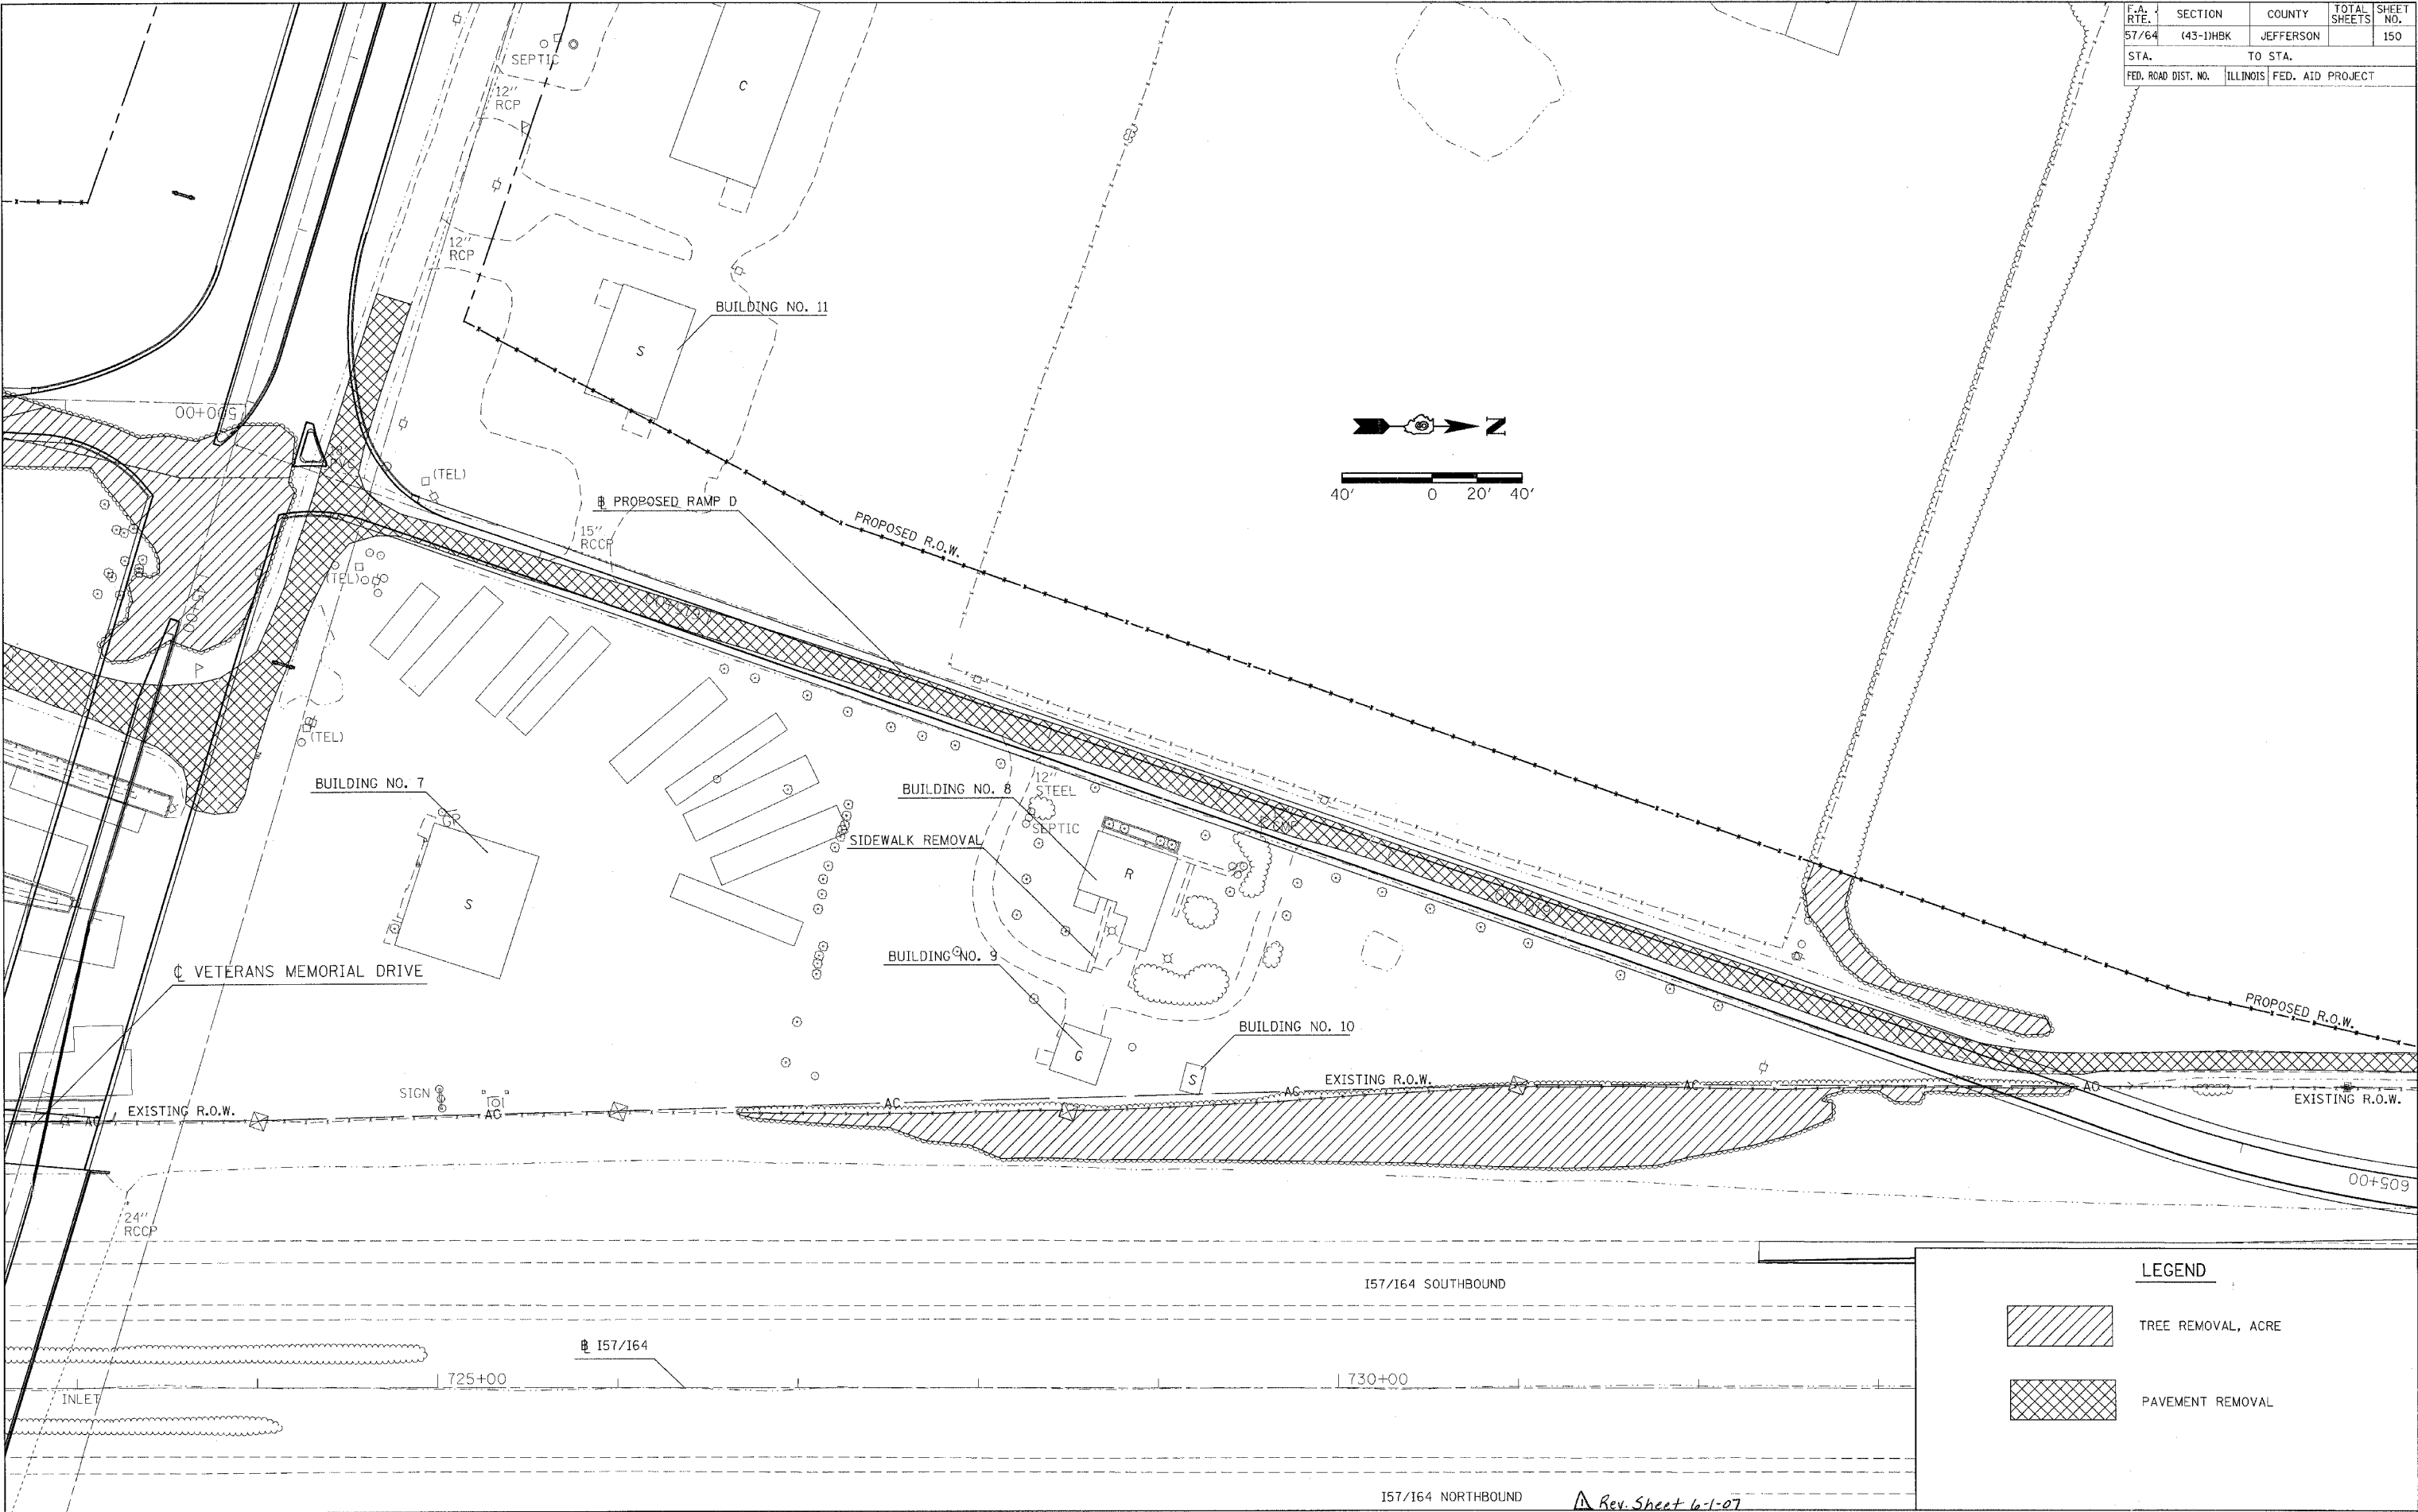 F.A. RTE. SECTION COUNTY TOTAL SHEETS SHEET NO.
57/64 (43-1)HBK JEFFERSON 150
STA. TO STA.
FED. ROAD DIST. NO. ILLINOIS FED. AID PROJECT
SEPTIC
12" RCP
C
12" RCP
BUILDING NO. 11
S
500+00
N
40' 0 20' 40'
(TEL)
℄ PROPOSED RAMP D
PROPOSED R.O.W.
15" RCCP
(TEL)
(TEL)
BUILDING NO. 7
GP
S
12" STEEL
BUILDING NO. 8
SEPTIC
SIDEWALK REMOVAL
R
BUILDING NO. 9
G
BUILDING NO. 10
S
℄ VETERANS MEMORIAL DRIVE
PROPOSED R.O.W.
SIGN
EXISTING R.O.W.
AC
EXISTING R.O.W.
AC
AC
AC
AC
AC
AC
EXISTING R.O.W.
605+00
24" RCCP
I57/I64 SOUTHBOUND
℄ I57/I64
725+00
730+00
INLET
I57/I64 NORTHBOUND
1 Rev. Sheet 6-1-07
LEGEND
TREE REMOVAL, ACRE
PAVEMENT REMOVAL